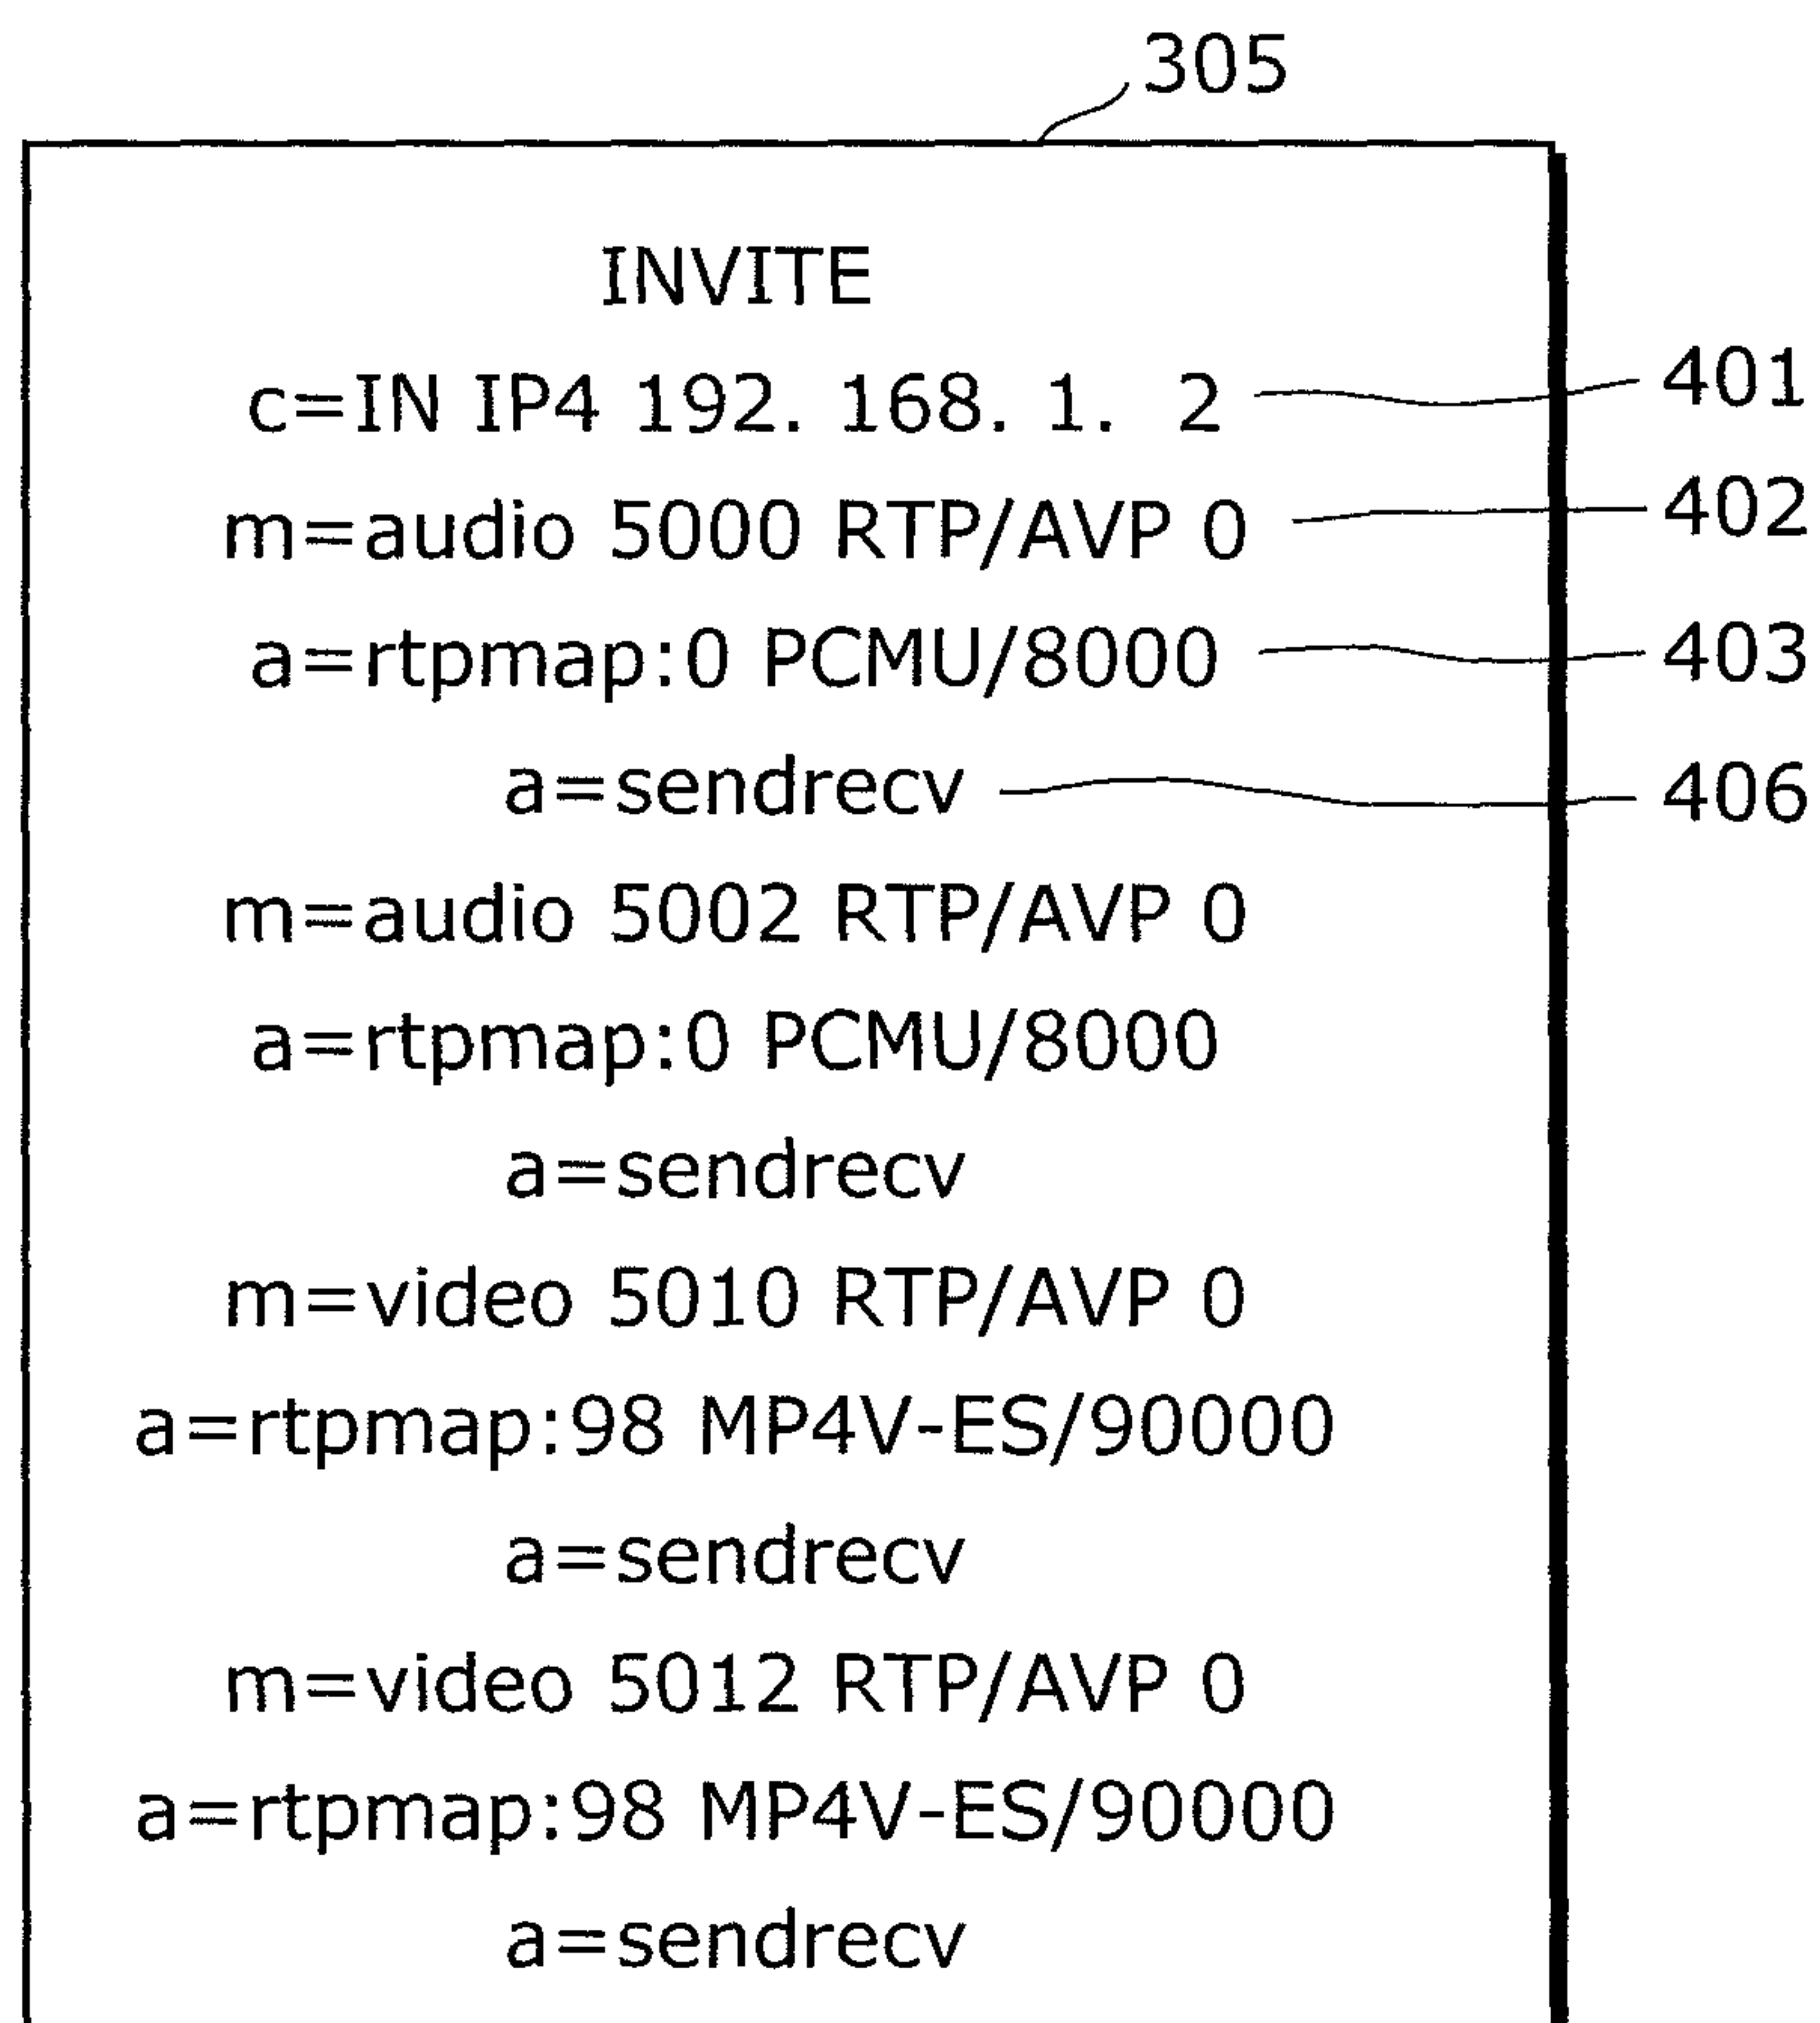 305
INVITE
c=IN IP4 192. 168. 1. 2 401
m=audio 5000 RTP/AVP 0 402
a=rtpmap:0 PCMU/8000 403
a=sendrecv 406
m=audio 5002 RTP/AVP 0
a=rtpmap:0 PCMU/8000
a=sendrecv
m=video 5010 RTP/AVP 0
a=rtpmap:98 MP4V-ES/90000
a=sendrecv
m=video 5012 RTP/AVP 0
a=rtpmap:98 MP4V-ES/90000
a=sendrecv